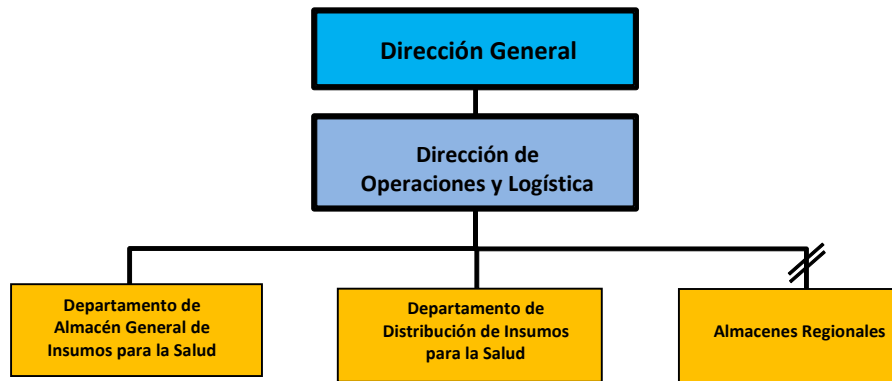 Dirección General
Dirección de
Operaciones y Logística
Departamento de
Almacén General de
Insumos para la Salud
Departamento de
Distribución de Insumos
para la Salud
Almacenes Regionales